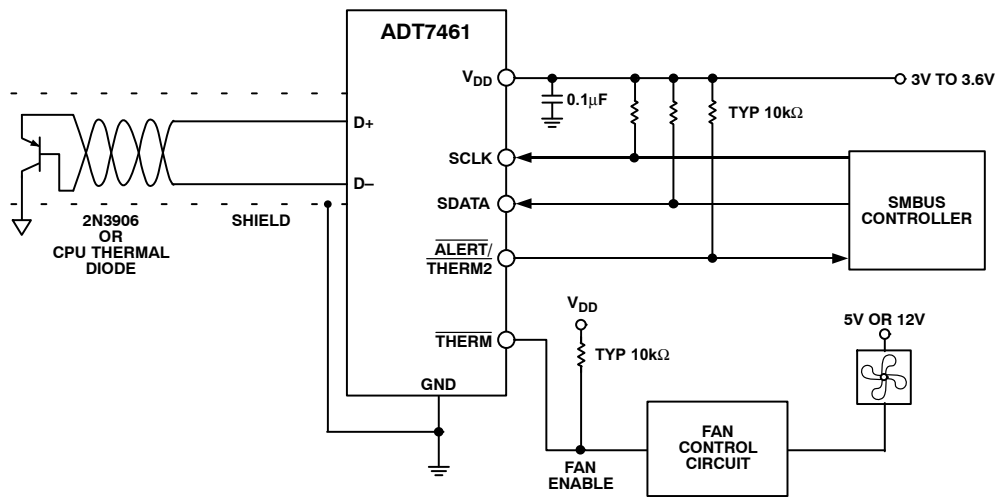 ADT7461
VDD
3V TO 3.6V
0.1μF
TYP 10kΩ
D+
SCLK
D–
SDATA
SMBUS
CONTROLLER
2N3906
OR
CPU THERMAL
DIODE
SHIELD
ALERT/
THERM2
VDD
5V OR 12V
THERM
TYP 10kΩ
GND
FAN
CONTROL
CIRCUIT
FAN
ENABLE